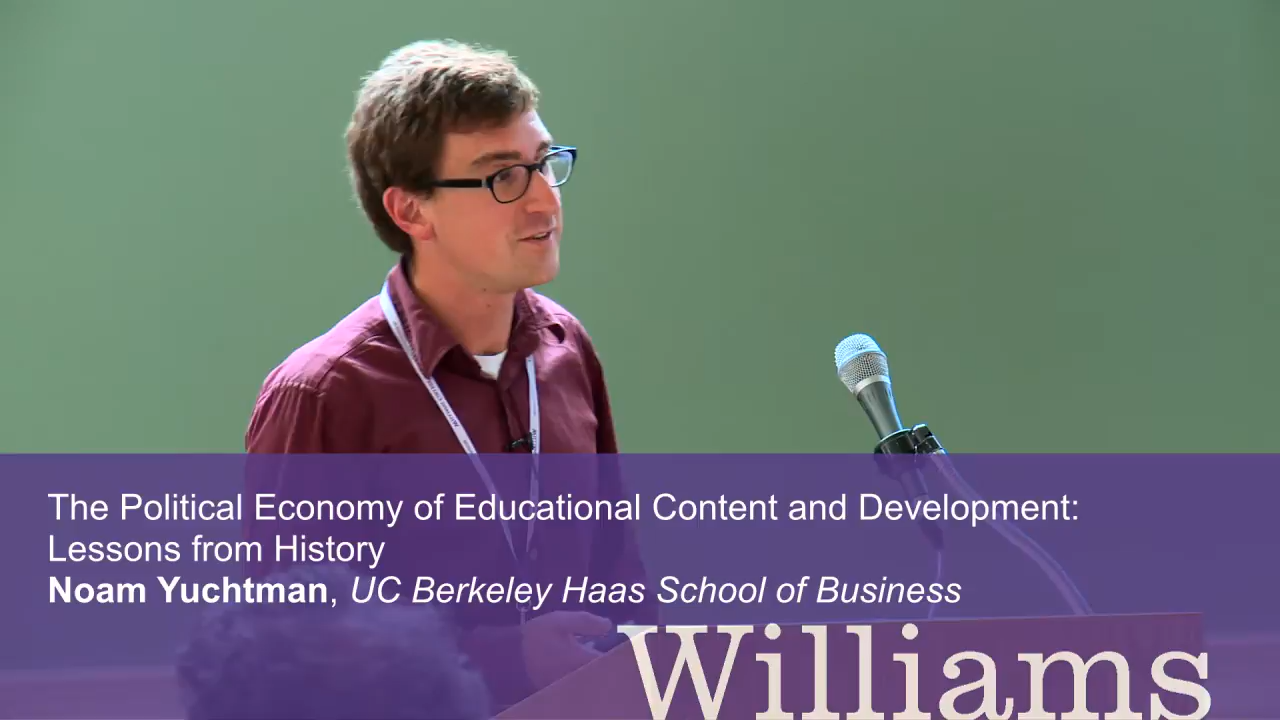 The Political Economy of Educational Content and Development:
Lessons from History
Noam Yuchtman, UC Berkeley Haas School of Business
Williams